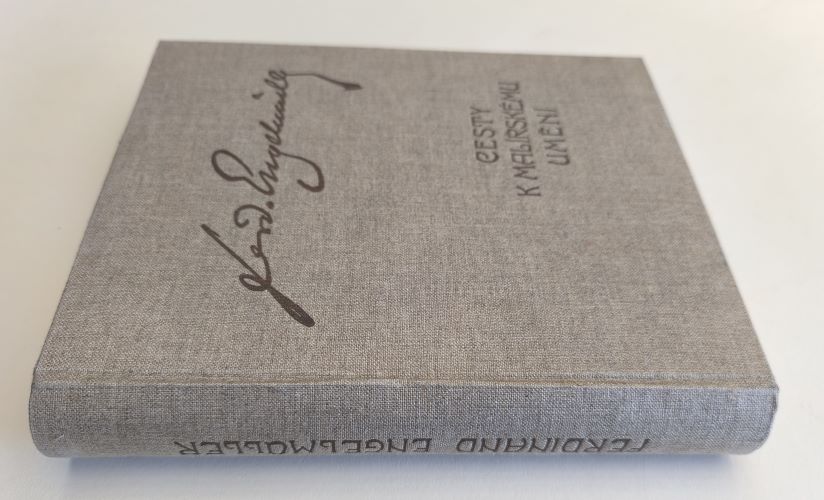 Ferd. Engelmüller
CESTY
K MALÍŘSKÉMU
UMĚNÍ
FERDINAND ENGELMÜLLER